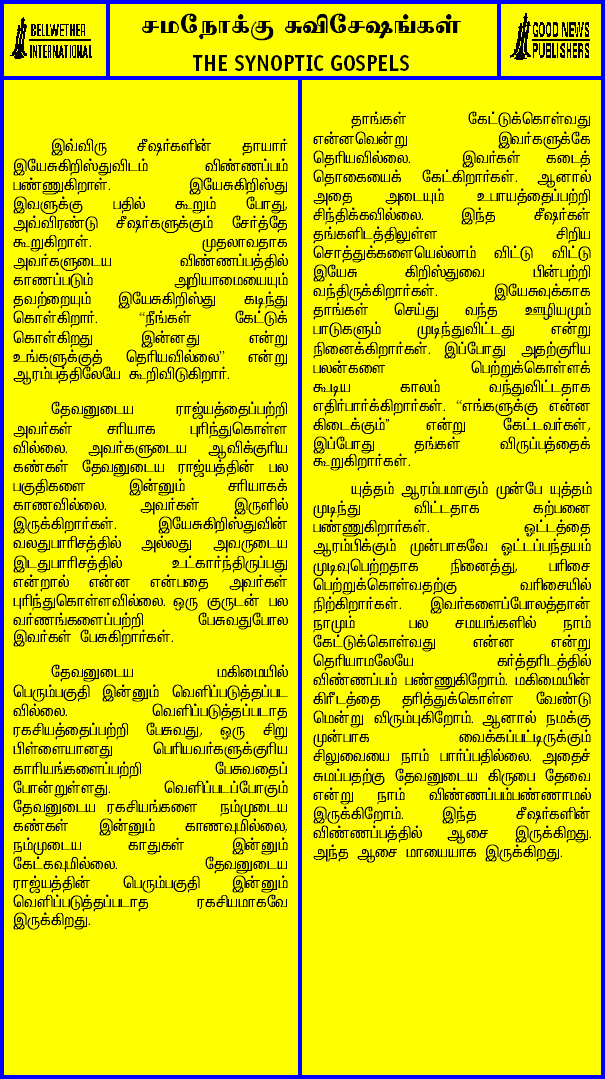 BELLWETHER
INTERNATIONAL
சமநோக்கு சுவிசேஷங்கள்
THE SYNOPTIC GOSPELS
GOOD NEWS
PUBLISHERS
இவ்விரு சீஷர்களின் தாயார்
இயேசுகிறிஸ்துவிடம் விண்ணப்பம்
பண்ணுகிறாள். இயேசுகிறிஸ்து
இவளுக்கு பதில் கூறும் போது,
அவ்விரண்டு சீஷர்களுக்கும் சேர்த்தே
கூறுகிறாள். முதலாவதாக
அவர்களுடைய விண்ணப்பத்தில்
காணப்படும் அறியாமையையும்
தவற்றையும் இயேசுகிறிஸ்து கடிந்து
கொள்கிறார். “நீங்கள் கேட்டுக்
கொள்கிறது இன்னது என்று
உங்களுக்குத் தெரியவில்லை” என்று
ஆரம்பத்திலேயே கூறிவிடுகிறார்.
தேவனுடைய ராஜ்யத்தைப்பற்றி
அவர்கள் சரியாக புரிந்துகொள்ள
வில்லை. அவர்களுடைய ஆவிக்குரிய
கண்கள் தேவனுடைய ராஜ்யத்தின் பல
பகுதிகளை இன்னும் சரியாகக்
காணவில்லை. அவர்கள் இருளில்
இருக்கிறார்கள். இயேசுகிறிஸ்துவின்
வலதுபாரிசத்தில் அல்லது அவருடைய
இடதுபாரிசத்தில் உட்கார்ந்திருப்பது
என்றால் என்ன என்பதை அவர்கள்
புரிந்துகொள்ளவில்லை. ஒரு குருடன் பல
வர்ணங்களைப்பற்றி பேசுவதுபோல
இவர்கள் பேசுகிறார்கள்.
தேவனுடைய மகிமையில்
பெரும்பகுதி இன்னும் வெளிப்படுத்தப்பட
வில்லை. வெளிப்படுத்தப்படாத
ரகசியத்தைப்பற்றி பேசுவது, ஒரு சிறு
பிள்ளையானது பெரியவர்களுக்குரிய
காரியங்களைப்பற்றி பேசுவதைப்
போன்றுள்ளது. வெளிப்படப்போகும்
தேவனுடைய ரகசியங்களை நம்முடைய
கண்கள் இன்னும் காணவுமில்லை,
நம்முடைய காதுகள் இன்னும்
கேட்கவுமில்லை. தேவனுடைய
ராஜ்யத்தின் பெரும்பகுதி இன்னும்
வெளிப்படுத்தப்படாத ரகசியமாகவே
இருக்கிறது.
தாங்கள் கேட்டுக்கொள்வது
என்னவென்று இவர்களுக்கே
தெரியவில்லை. இவர்கள் கடைத்
தொகையைக் கேட்கிறார்கள். ஆனால்
அதை அடையும் உபாயத்தைப்பற்றி
சிந்திக்கவில்லை. இந்த சீஷர்கள்
தங்களிடத்திலுள்ள சிறிய
சொத்துக்களையெல்லாம் விட்டு விட்டு
இயேசு கிறிஸ்துவை பின்பற்றி
வந்திருக்கிறார்கள். இயேசுவுக்காக
தாங்கள் செய்து வந்த ஊழியமும்
பாடுகளும் முடிந்துவிட்டது என்று
நினைக்கிறார்கள். இப்போது அதற்குரிய
பலன்களை பெற்றுக்கொள்ளக்
கூடிய காலம் வந்துவிட்டதாக
எதிர்பார்க்கிறார்கள். “எங்களுக்கு என்ன
கிடைக்கும்” என்று கேட்டவர்கள்,
இப்போது தங்கள் விருப்பத்தைக்
கூறுகிறார்கள்.
யுத்தம் ஆரம்பமாகும் முன்பே யுத்தம்
முடிந்து விட்டதாக கற்பனை
பண்ணுகிறார்கள். ஓட்டத்தை
ஆரம்பிக்கும் முன்பாகவே ஓட்டப்பந்தயம்
முடிவுபெற்றதாக நினைத்து, பரிசை
பெற்றுக்கொள்வதற்கு வரிசையில்
நிற்கிறார்கள். இவர்களைப்போலத்தான்
நாமும் பல சமயங்களில் நாம்
கேட்டுக்கொள்வது என்ன என்று
தெரியாமலேயே கர்த்தரிடத்தில்
விண்ணப்பம் பண்ணுகிறோம். மகிமையின்
கிரீடத்தை தரித்துக்கொள்ள வேண்டு
மென்று விரும்புகிறோம். ஆனால் நமக்கு
முன்பாக வைக்கப்பட்டிருக்கும்
சிலுவையை நாம் பார்ப்பதில்லை. அதைச்
சுமப்பதற்கு தேவனுடைய கிருபை தேவை
என்று நாம் விண்ணப்பம்பண்ணாமல்
இருக்கிறோம். இந்த சீஷர்களின்
விண்ணப்பத்தில் ஆசை இருக்கிறது.
அந்த ஆசை மாயையாக இருக்கிறது.